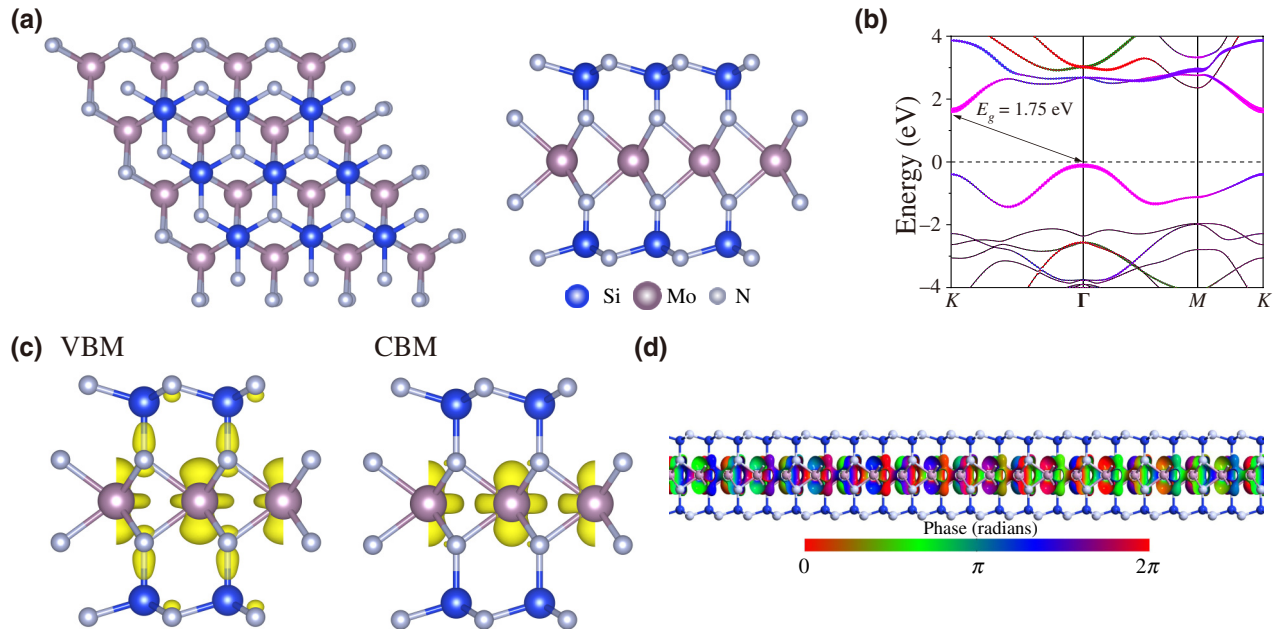 (a)
Si Mo N
(b)
4
2
0
−2
−4
Energy (eV)
E_g = 1.75 eV
K Γ M K
(c) VBM CBM
(d)
Phase (radians)
0 π 2π